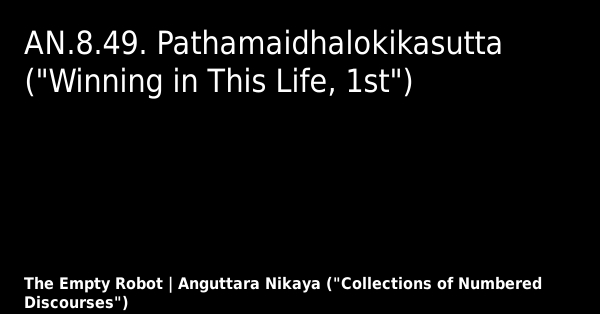 AN.8.49. Pathamaidhalokikasutta
("Winning in This Life, 1st")
The Empty Robot | Anguttara Nikaya ("Collections of Numbered
Discourses")